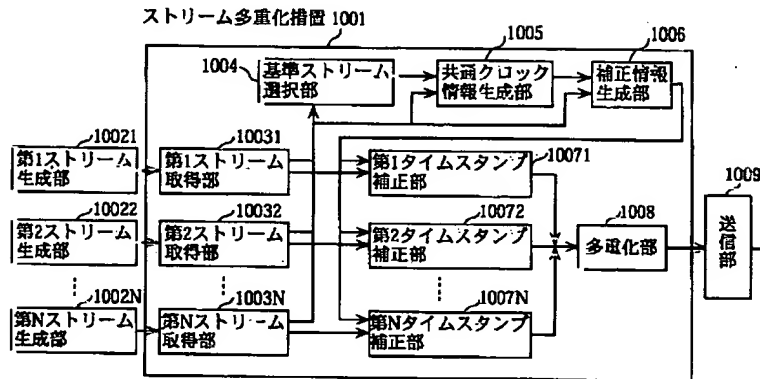 ストリーム多重化措置 1001
1004
基準ストリーム
選択部
1005
共通クロック
情報生成部
1006
補正情報
生成部
10021
第1ストリーム
生成部
10031
第1ストリーム
取得部
10071
第1タイムスタンプ
補正部
10022
第2ストリーム
生成部
10032
第2ストリーム
取得部
10072
第2タイムスタンプ
補正部
1008
多重化部
1009
送信部
1002N
第Nストリーム
生成部
1003N
第Nストリーム
取得部
1007N
第Nタイムスタンプ
補正部